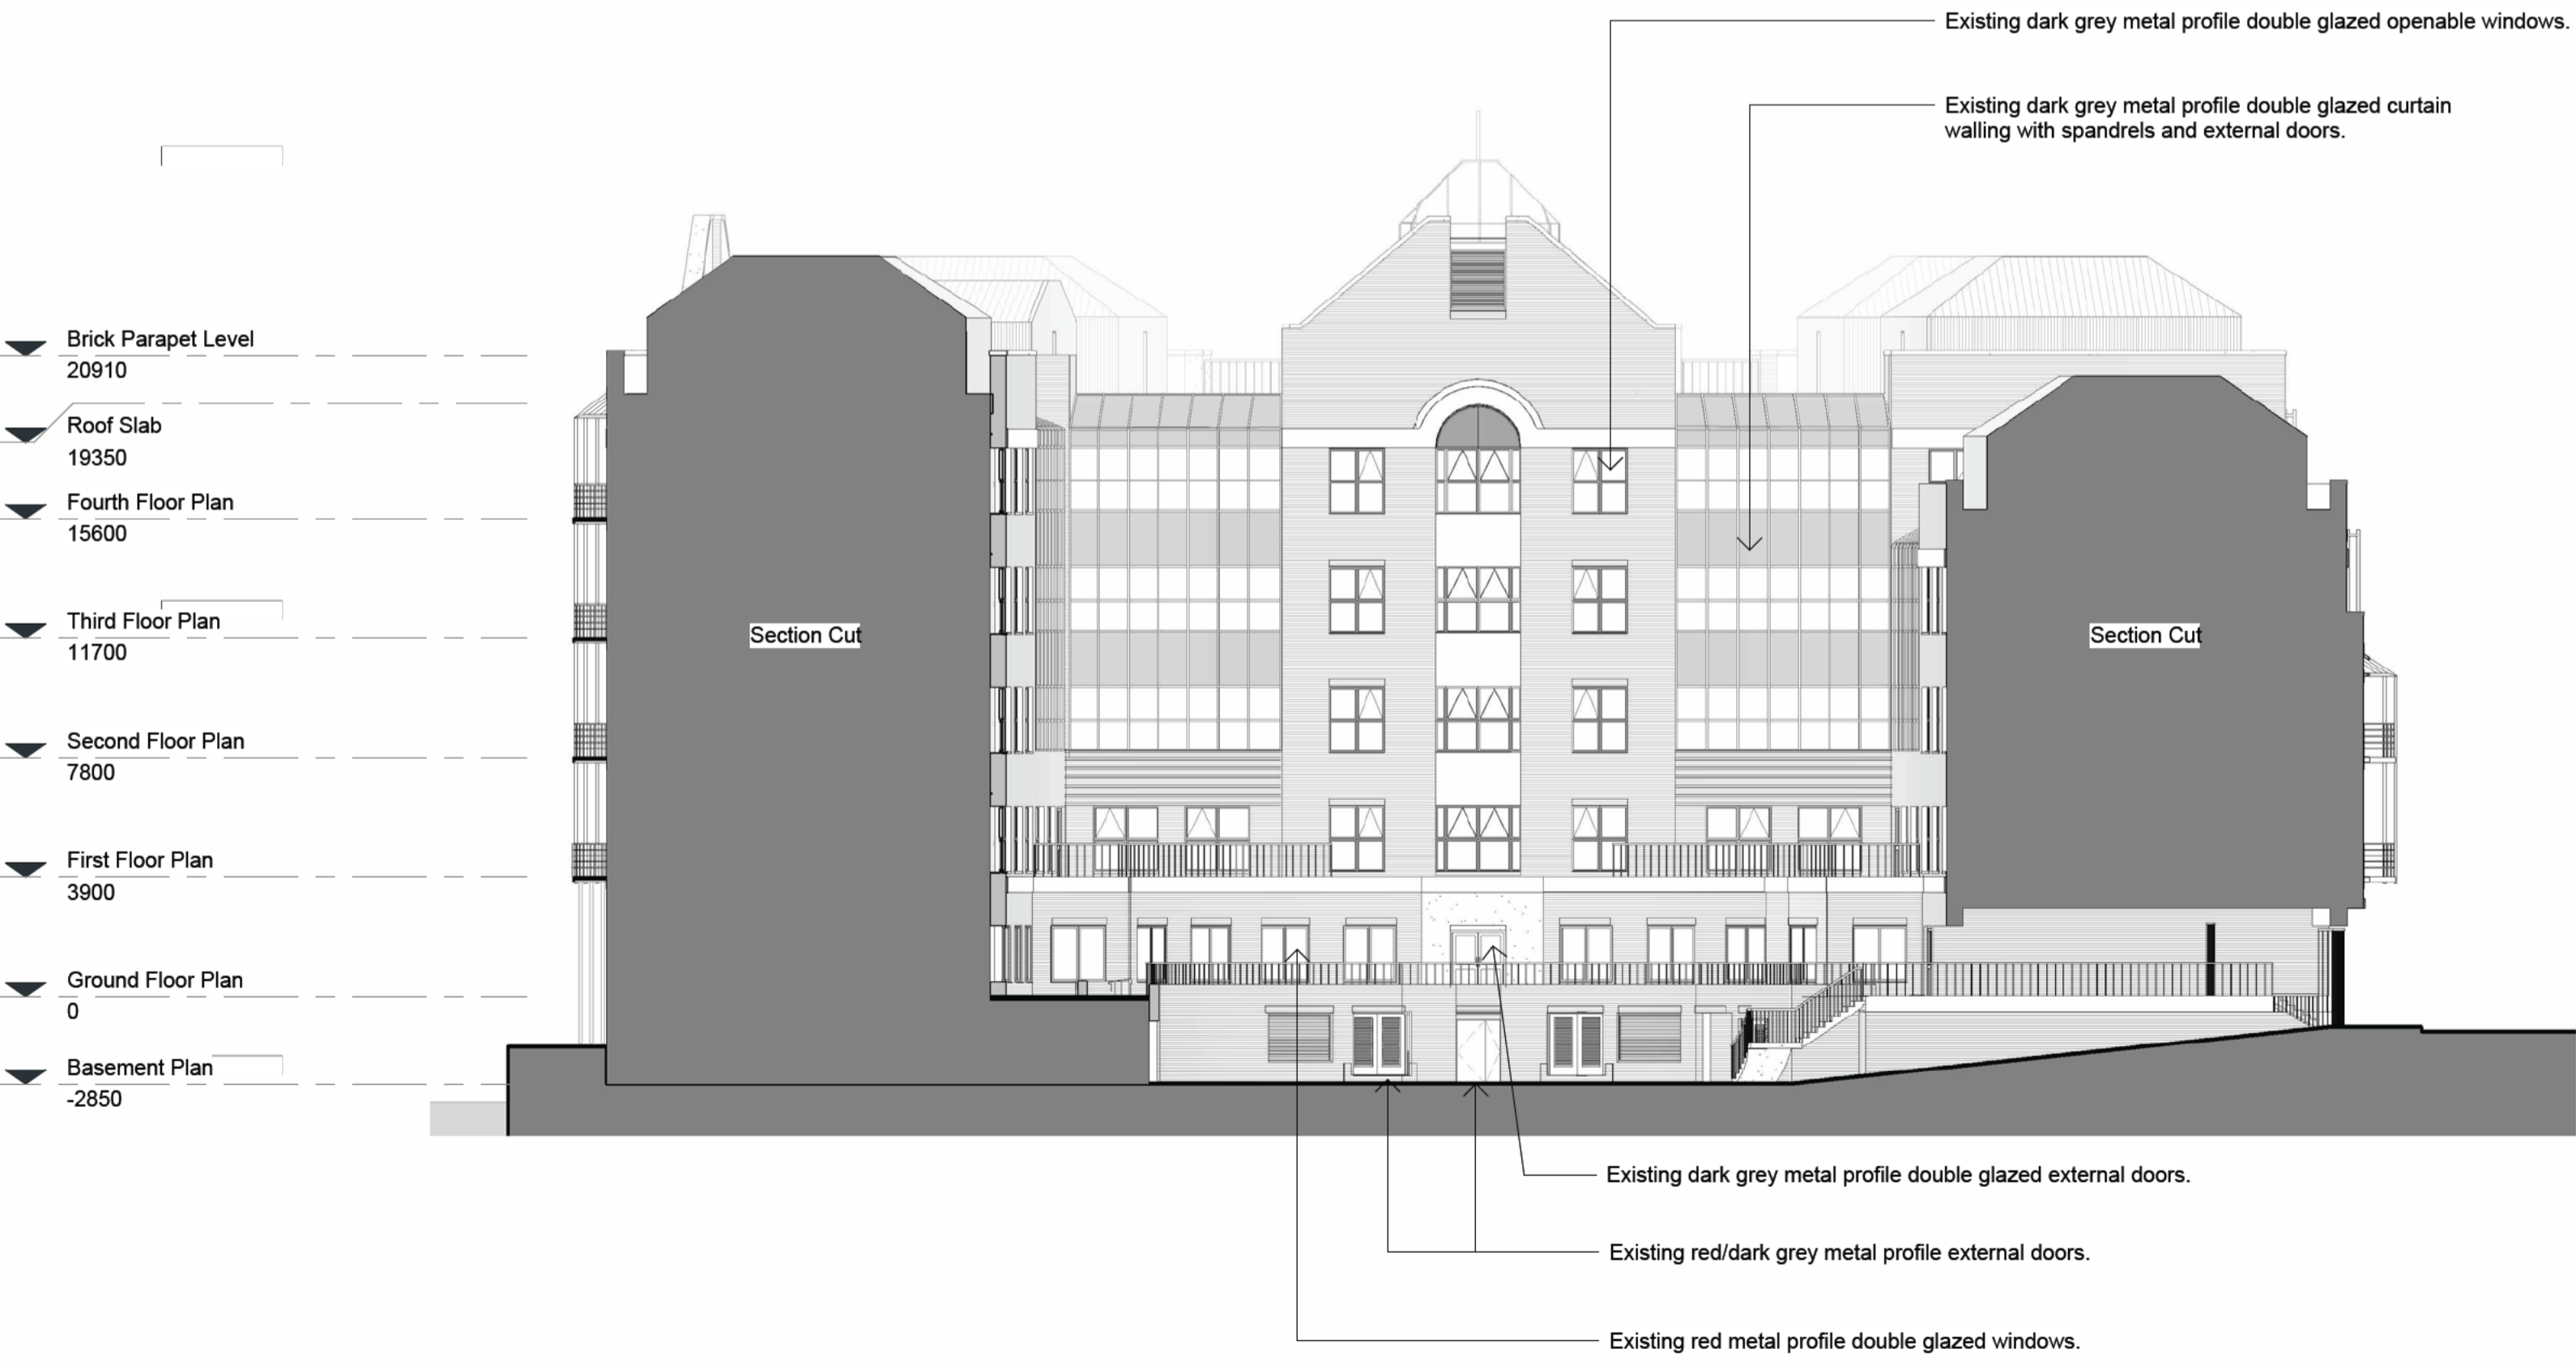 Existing dark grey metal profile double glazed openable windows.
Existing dark grey metal profile double glazed curtain
walling with spandrels and external doors.
Brick Parapet Level
20910
Roof Slab
19350
Fourth Floor Plan
15600
Third Floor Plan
11700
Section Cut
Section Cut
Second Floor Plan
7800
First Floor Plan
3900
Ground Floor Plan
0
Basement Plan
-2850
Existing dark grey metal profile double glazed external doors.
Existing red/dark grey metal profile external doors.
Existing red metal profile double glazed windows.